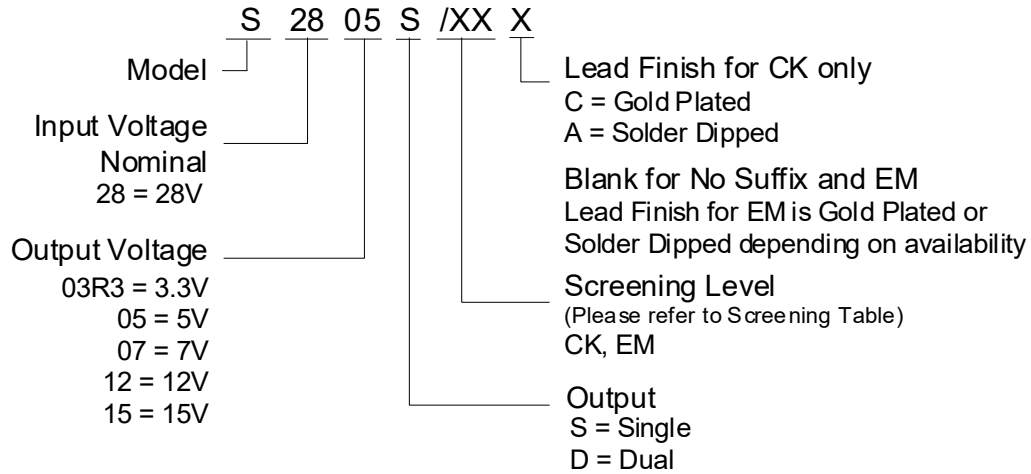 S 28 05 S /XX X
Model
Input Voltage
Nominal
28 = 28V
Output Voltage
03R3 = 3.3V
05 = 5V
07 = 7V
12 = 12V
15 = 15V
Lead Finish for CK only
C = Gold Plated
A = Solder Dipped
Blank for No Suffix and EM
Lead Finish for EM is Gold Plated or
Solder Dipped depending on availability
Screening Level
(Please refer to Screening Table)
CK, EM
Output
S = Single
D = Dual